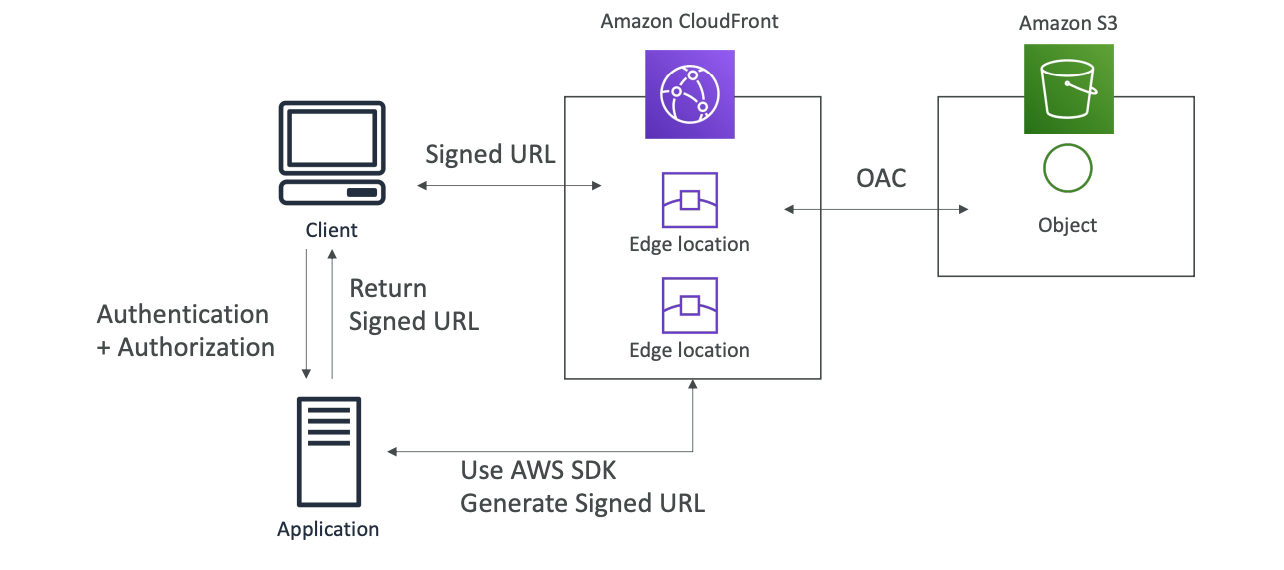 Amazon CloudFront
Amazon S3
Signed URL
OAC
Object
Edge location
Client
Return
Signed URL
Authentication
+ Authorization
Edge location
Use AWS SDK
Generate Signed URL
Application